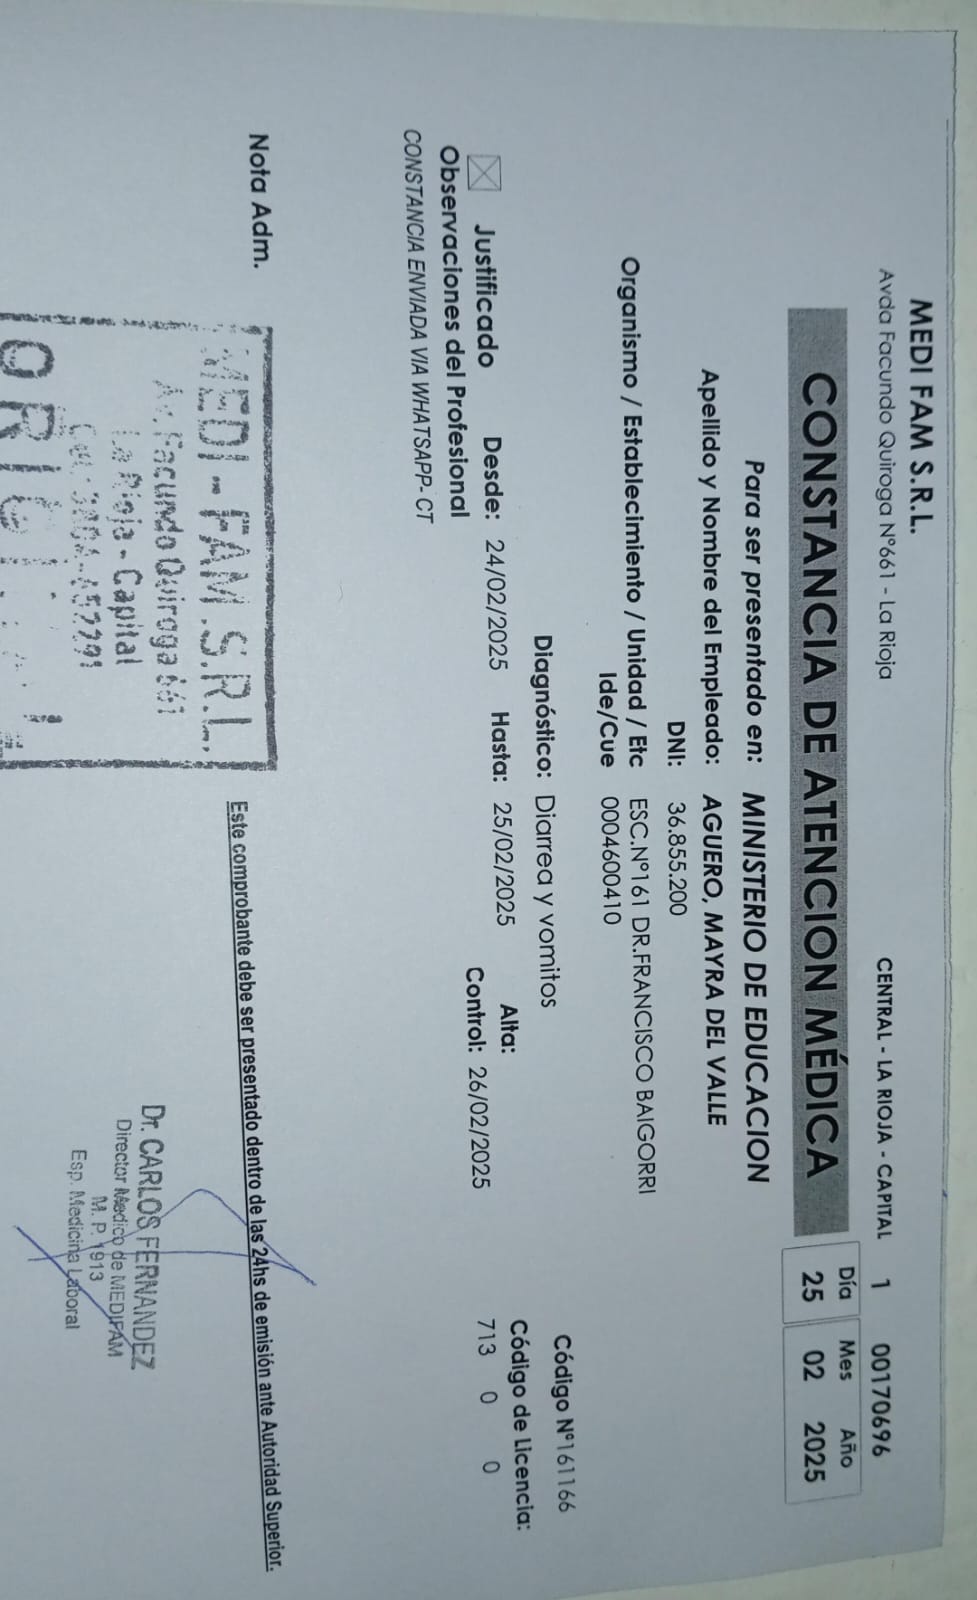 MEDI FAM S.R.L.
Avda Facundo Quiroga N°661 - La Rioja
CENTRAL - LA RIOJA - CAPITAL 1 00170696
CONSTANCIA DE ATENCION MÉDICA
Día Mes Año
25 02 2025
Para ser presentado en: MINISTERIO DE EDUCACION
Apellido y Nombre del Empleado: AGUERO, MAYRA DEL VALLE
DNI: 36.855.200
Organismo / Establecimiento / Unidad / Etc ESC.N°161 DR.FRANCISCO BAIGORRI
Ide/Cue 0004600410
Código N°161166
Diagnóstico: Diarrea y vomitos
Código de Licencia:
713 0 0
Justificado Desde: 24/02/2025 Hasta: 25/02/2025 Alta:
Control: 26/02/2025
Observaciones del Profesional
CONSTANCIA ENVIADA VIA WHATSAPP- CT
Nota Adm.
Este comprobante debe ser presentado dentro de las 24hs de emisión ante Autoridad Superior.
MEDI-FAM.S.R.L.
Av. Facundo Quiroga 661
La Rioja - Capital
Dr. CARLOS FERNANDEZ
Director Medico de MEDIFAM
M. P. 1913
Esp. Medicina Laboral